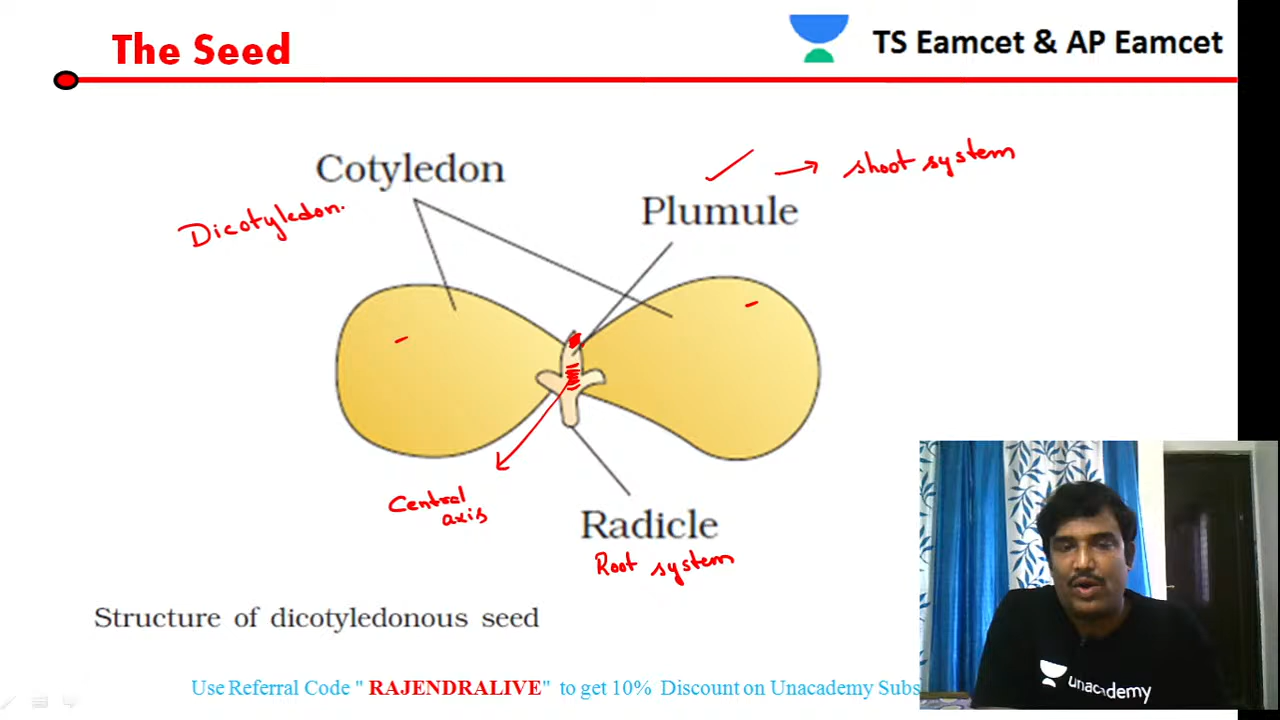 The Seed
TS Eamcet & AP Eamcet
Cotyledon
→ shoot system
Dicotyledon.
Plumule
Central
axis
Radicle
Root system
Structure of dicotyledonous seed
Use Referral Code " RAJENDRALIVE" to get 10% Discount on Unacademy Subs
unacademy